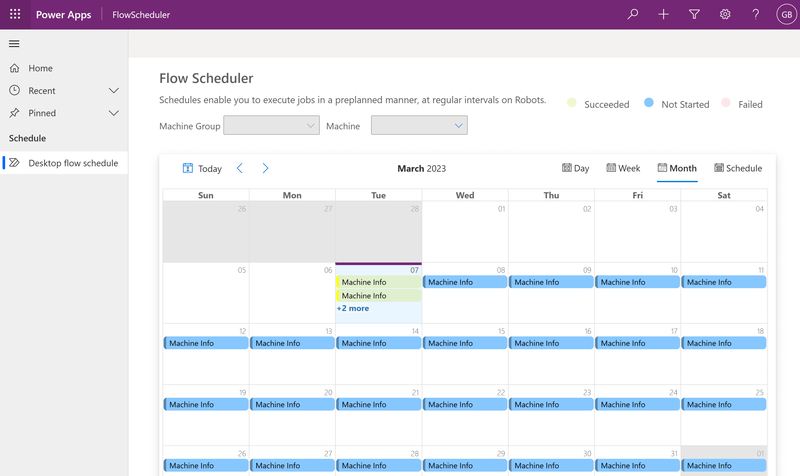 Power Apps FlowScheduler ? GB
Home
Recent
Pinned
Schedule
Desktop flow schedule
Flow Scheduler
Schedules enable you to execute jobs in a preplanned manner, at regular intervals on Robots.
Succeeded Not Started Failed
Machine Group Machine
Today March 2023 Day Week Month Schedule
Sun Mon Tue Wed Thu Fri Sat
26 27 28 01 02 03 04
05 06 07 08 09 10 11
Machine Info Machine Info Machine Info Machine Info Machine Info
Machine Info
+2 more
12 13 14 15 16 17 18
Machine Info Machine Info Machine Info Machine Info Machine Info Machine Info Machine Info
19 20 21 22 23 24 25
Machine Info Machine Info Machine Info Machine Info Machine Info Machine Info Machine Info
26 27 28 29 30 31 01
Machine Info Machine Info Machine Info Machine Info Machine Info Machine Info Machine Info